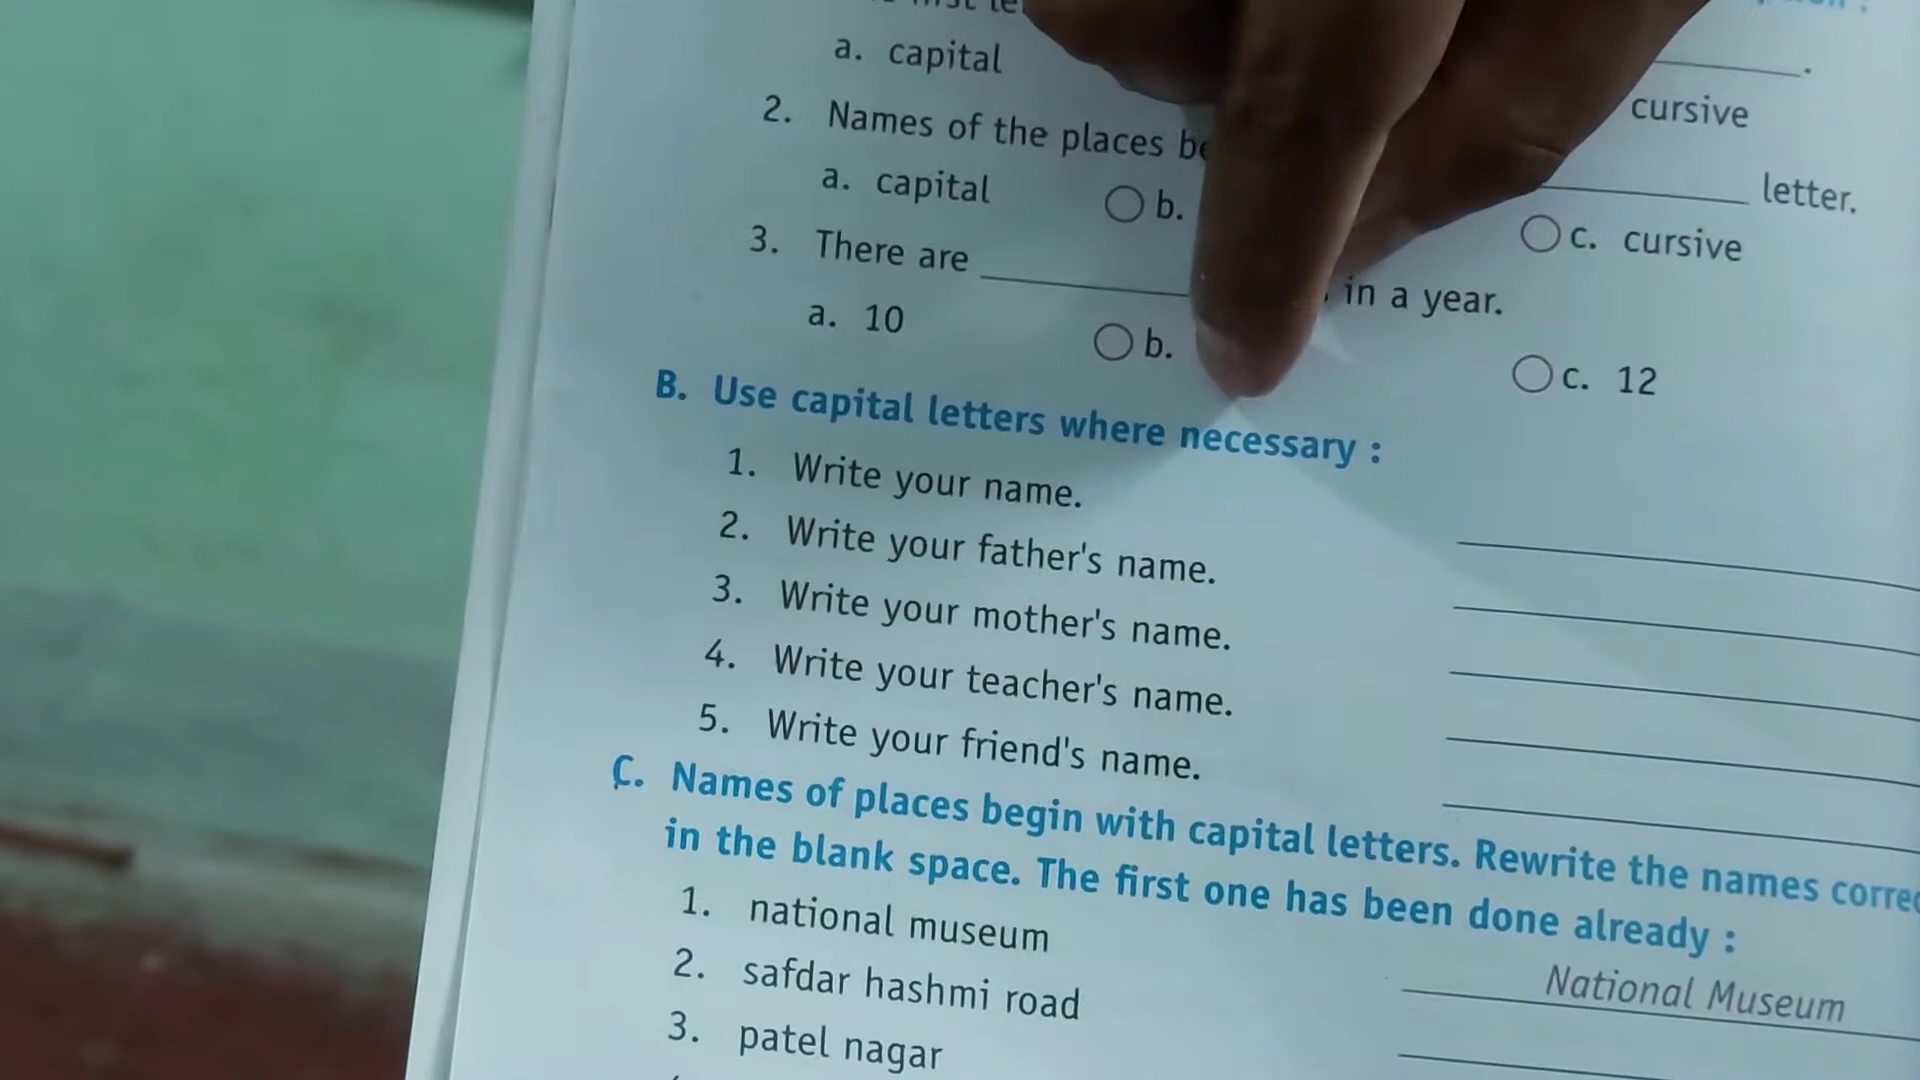 a. capital
cursive
2. Names of the places ____ letter.
a. capital ○ b. ○ c. cursive
3. There are ____ in a year.
a. 10 ○ b. ○ c. 12
B. Use capital letters where necessary :
1. Write your name.
2. Write your father's name.
3. Write your mother's name.
4. Write your teacher's name.
5. Write your friend's name.
C. Names of places begin with capital letters. Rewrite the names
in the blank space. The first one has been done already :
1. national museum National Museum
2. safdar hashmi road
3. patel nagar